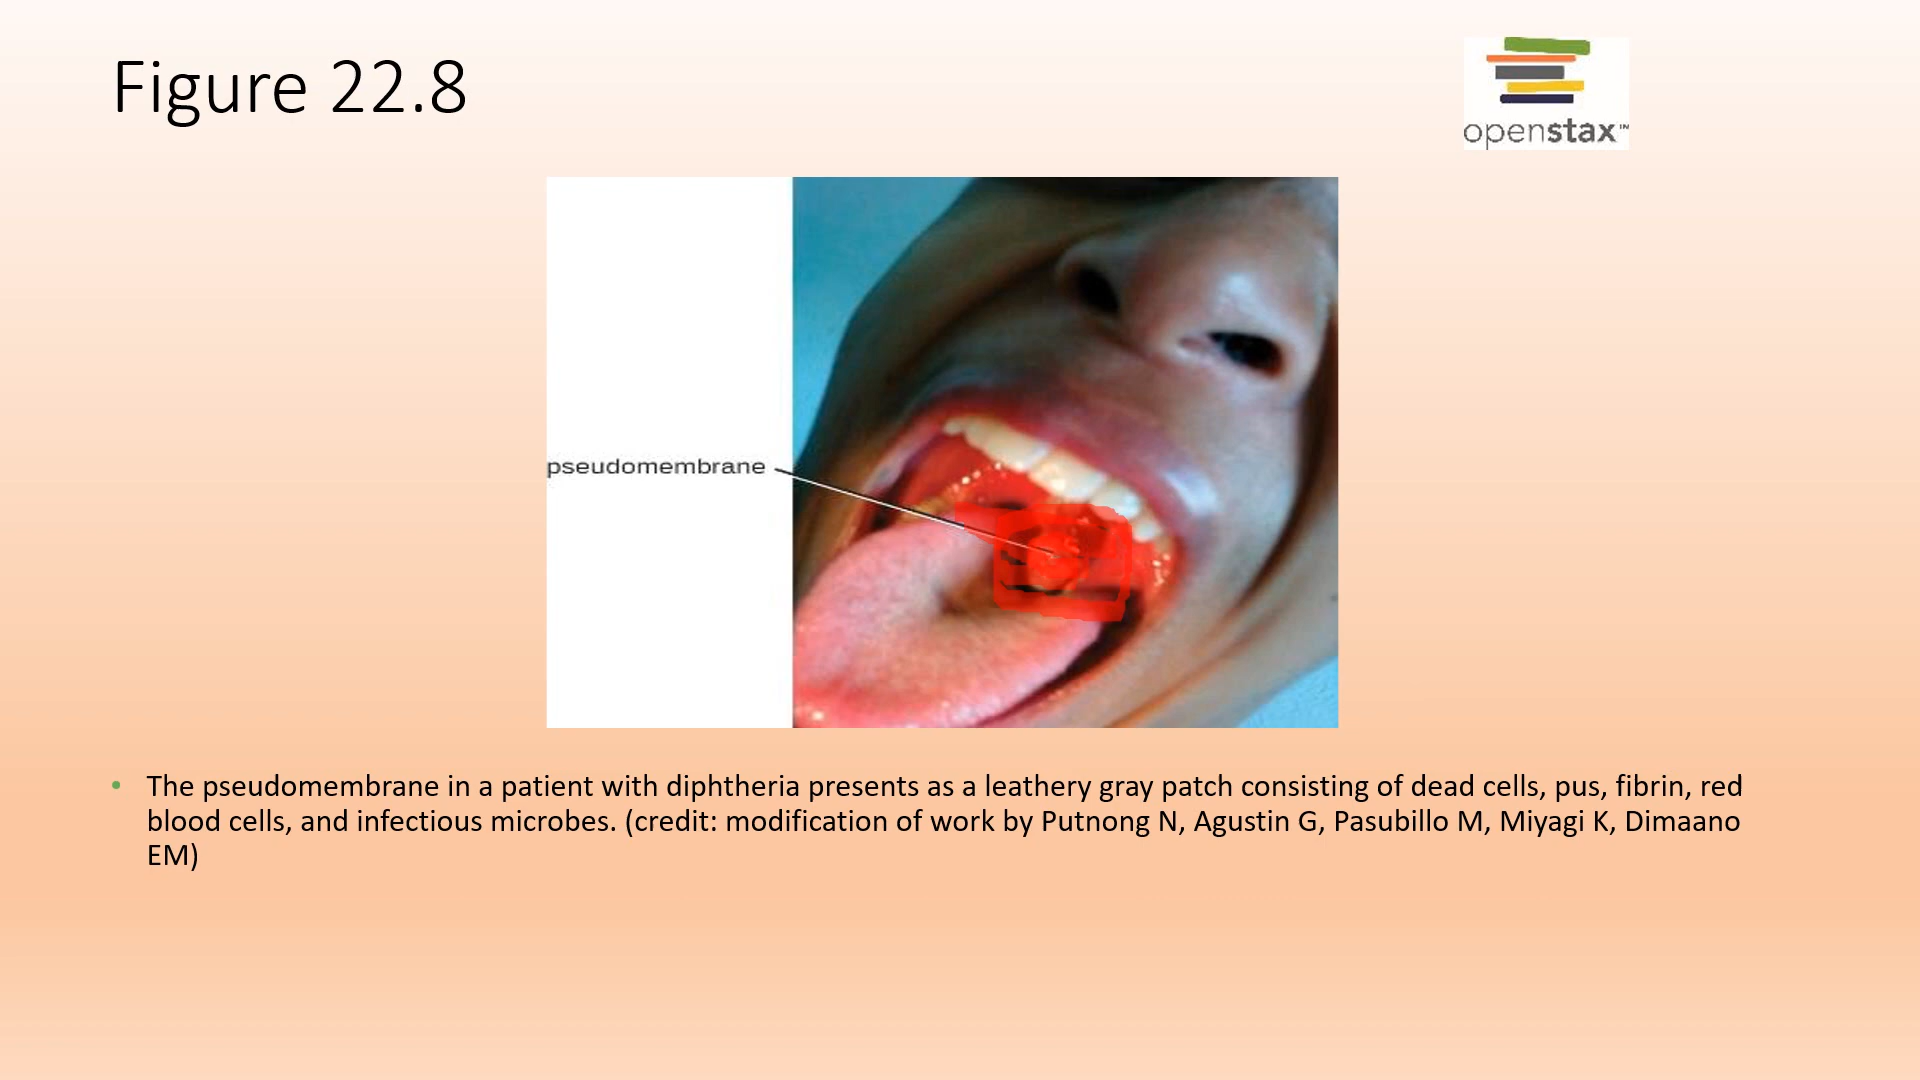 Figure 22.8
openstax™
pseudomembrane
• The pseudomembrane in a patient with diphtheria presents as a leathery gray patch consisting of dead cells, pus, fibrin, red
blood cells, and infectious microbes. (credit: modification of work by Putnong N, Agustin G, Pasubillo M, Miyagi K, Dimaano
EM)